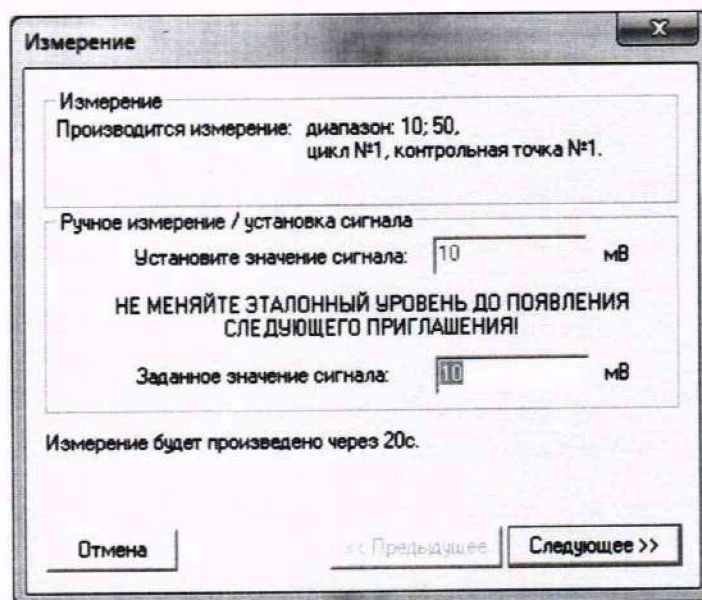 Измерение
Измерение
Производится измерение: диапазон: 10; 50,
цикл №1, контрольная точка №1.
Ручное измерение / установка сигнала
Установите значение сигнала: 10 мВ
НЕ МЕНЯЙТЕ ЭТАЛОННЫЙ УРОВЕНЬ ДО ПОЯВЛЕНИЯ
СЛЕДУЮЩЕГО ПРИГЛАШЕНИЯ!
Заданное значение сигнала: 10 мВ
Измерение будет произведено через 20с.
Отмена << Предыдущее Следующее >>